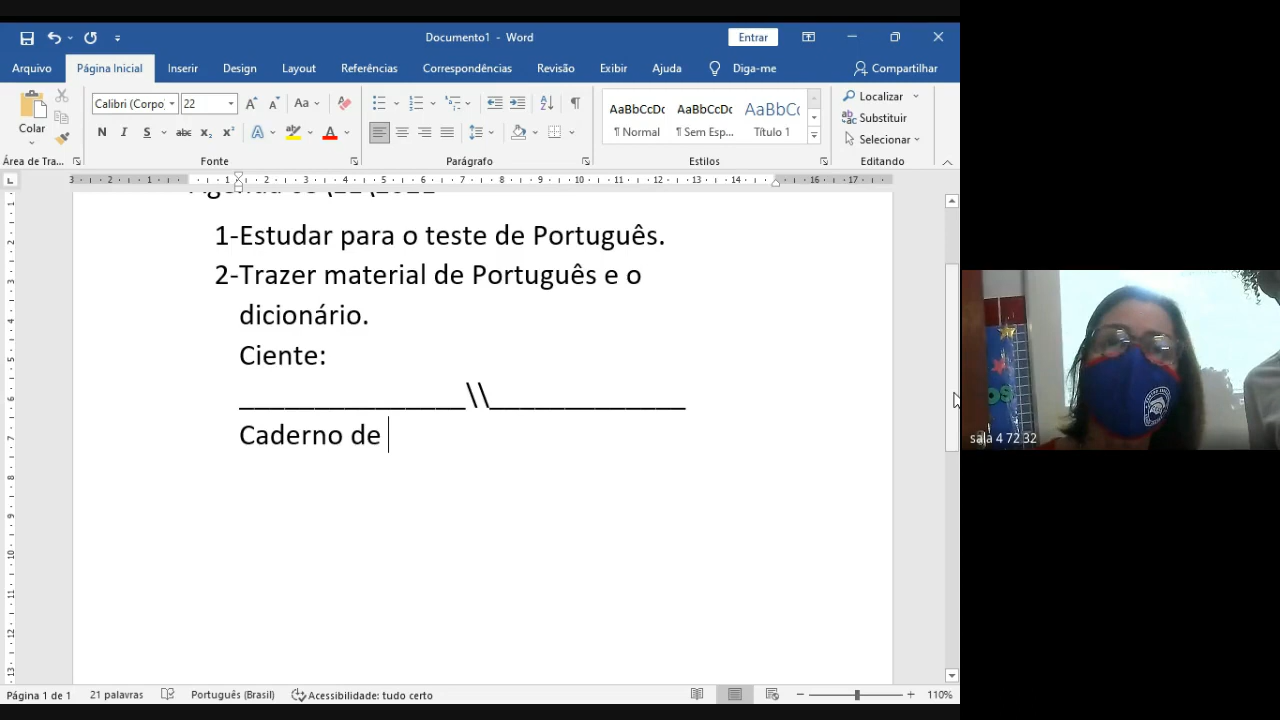 Documento1 - Word
Entrar
Arquivo
Página Inicial
Inserir
Design
Layout
Referências
Correspondências
Revisão
Exibir
Ajuda
Diga-me
Compartilhar
Colar
Calibri (Corpo
22
Aa
AaBbCcDc
AaBbCcDc
AaBbCc
¶ Normal
¶ Sem Esp...
Título 1
Localizar
Substituir
Selecionar
Área de Tra...
Fonte
Parágrafo
Estilos
Editando
1-Estudar para o teste de Português.
2-Trazer material de Português e o
dicionário.
Ciente:
_______________\\_____________
Caderno de
sala 4 72 32
Página 1 de 1
21 palavras
Português (Brasil)
Acessibilidade: tudo certo
110%